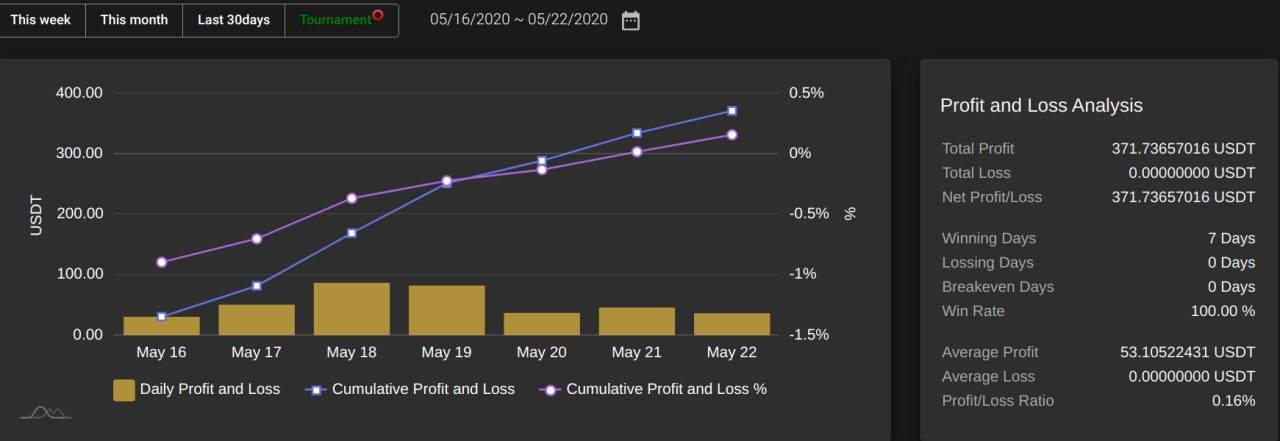 This week This month Last 30days Tournament 05/16/2020 ~ 05/22/2020
400.00
300.00
200.00
100.00
0.00
USDT
0.5%
0%
-0.5%
-1%
-1.5%
%
May 16 May 17 May 18 May 19 May 20 May 21 May 22
Daily Profit and Loss Cumulative Profit and Loss Cumulative Profit and Loss %
Profit and Loss Analysis
Total Profit 371.73657016 USDT
Total Loss 0.00000000 USDT
Net Profit/Loss 371.73657016 USDT
Winning Days 7 Days
Lossing Days 0 Days
Breakeven Days 0 Days
Win Rate 100.00 %
Average Profit 53.10522431 USDT
Average Loss 0.00000000 USDT
Profit/Loss Ratio 0.16%